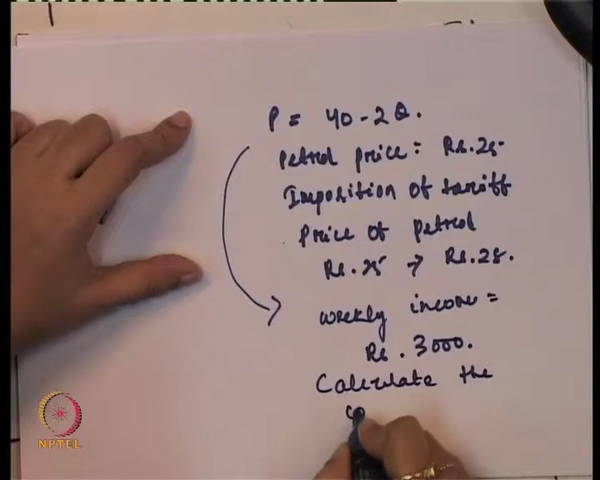 P = 40 - 2Q.
Petrol price = Rs. 25
Imposition of tariff
Price of petrol
Rs. 25 → Rs. 28.
weekly income =
Rs. 3000.
Calculate the
NPTEL